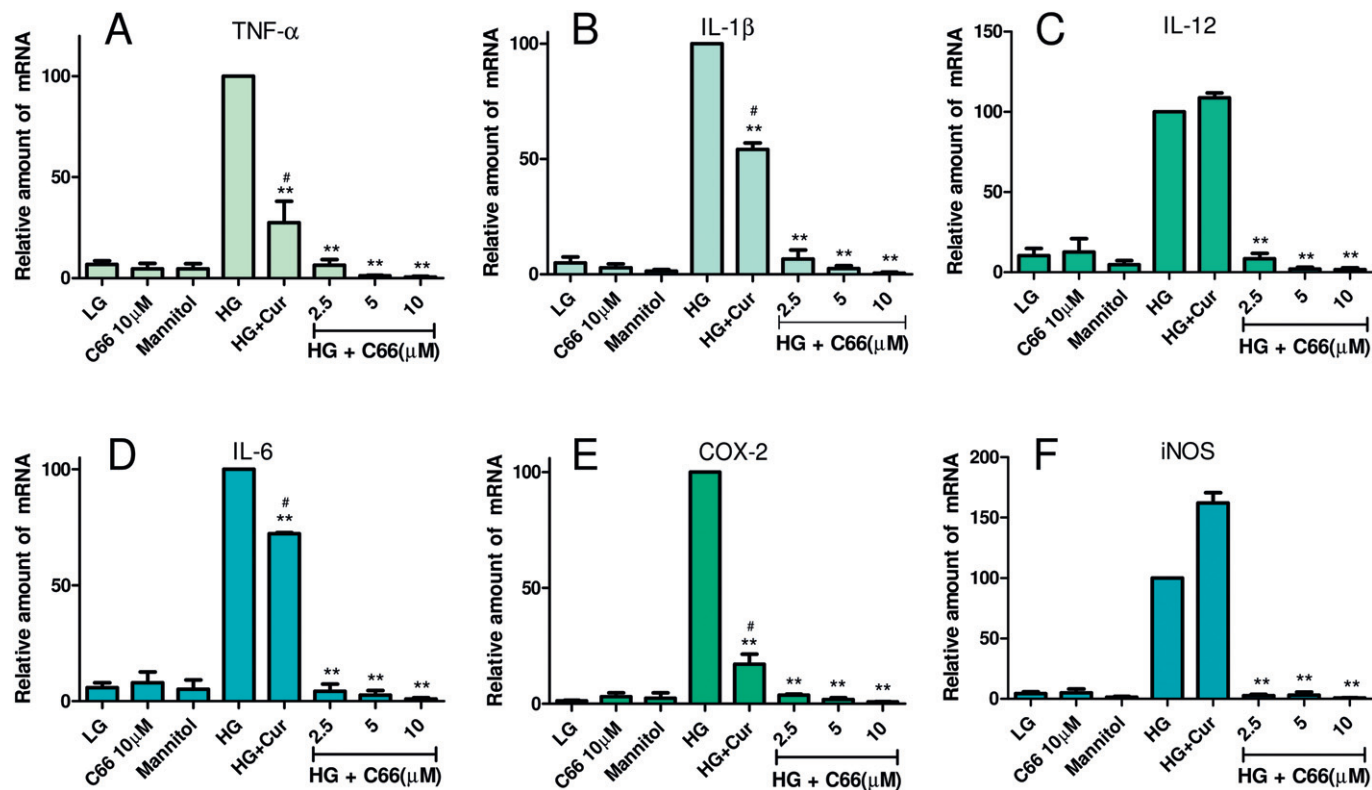 A
TNF-α
Relative amount of mRNA
100
50
0
LG
C66 10μM
Mannitol
HG
HG+Cur
2.5
5
10
HG + C66(μM)
#
**
**
**
**
B
IL-1β
Relative amount of mRNA
100
50
0
LG
C66 10μM
Mannitol
HG
HG+Cur
2.5
5
10
HG + C66(μM)
#
**
**
**
**
C
IL-12
Relative amount of mRNA
150
100
50
0
LG
C66 10μM
Mannitol
HG
HG+Cur
2.5
5
10
HG + C66(μM)
**
**
**
D
IL-6
Relative amount of mRNA
100
50
0
LG
C66 10μM
Mannitol
HG
HG+Cur
2.5
5
10
HG + C66(μM)
#
**
**
**
**
E
COX-2
Relative amount of mRNA
100
50
0
LG
C66 10μM
Mannitol
HG
HG+Cur
2.5
5
10
HG + C66(μM)
#
**
**
**
**
F
iNOS
Relative amount of mRNA
200
150
100
50
0
LG
C66 10μM
Mannitol
HG
HG+Cur
2.5
5
10
HG + C66(μM)
**
**
**